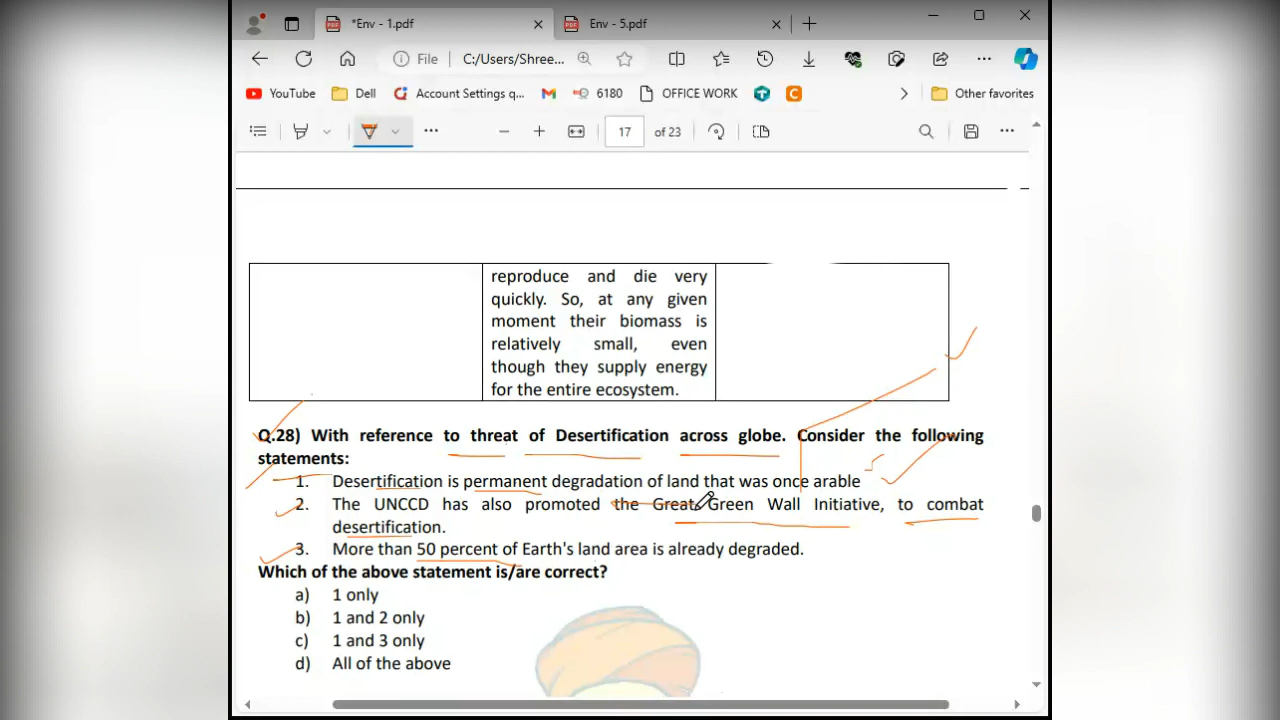 *Env - 1.pdf
Env - 5.pdf
File C:/Users/Shree...
YouTube Dell Account Settings q... 6180 OFFICE WORK Other favorites
17 of 23
reproduce and die very
quickly. So, at any given
moment their biomass is
relatively small, even
though they supply energy
for the entire ecosystem.
Q.28) With reference to threat of Desertification across globe. Consider the following
statements:
1. Desertification is permanent degradation of land that was once arable
2. The UNCCD has also promoted the Great Green Wall Initiative, to combat
desertification.
3. More than 50 percent of Earth's land area is already degraded.
Which of the above statement is/are correct?
a) 1 only
b) 1 and 2 only
c) 1 and 3 only
d) All of the above